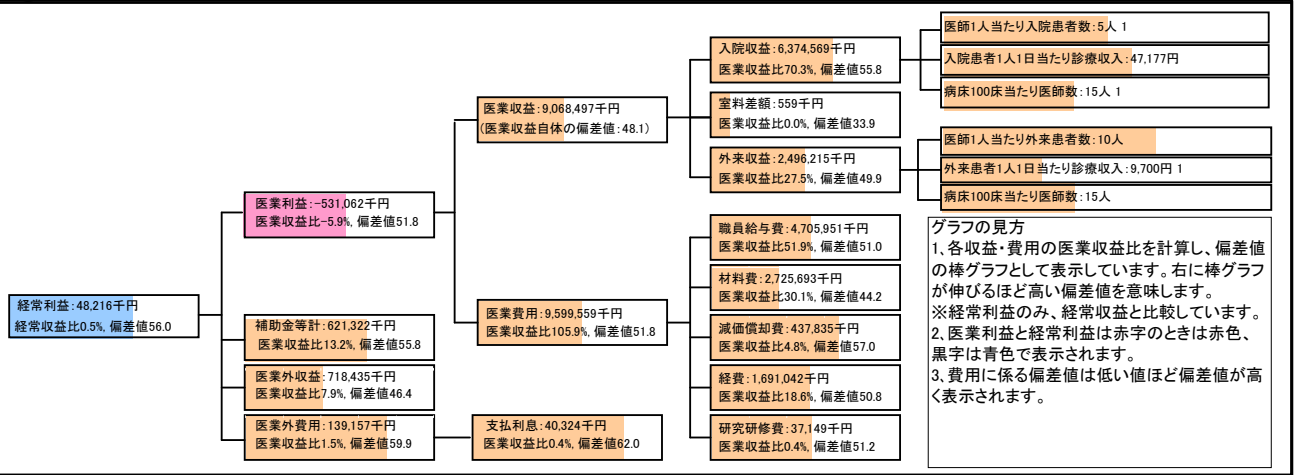 経常利益：48,216千円
経常収益比0.5%, 偏差値56.0
医業利益：-531,062千円
医業収益比-5.9%, 偏差値51.8
補助金等計：621,322千円
医業収益比13.2%, 偏差値55.8
医業外収益：718,435千円
医業収益比7.9%, 偏差値46.4
医業外費用：139,157千円
医業収益比1.5%, 偏差値59.9
支払利息：40,324千円
医業収益比0.4%, 偏差値62.0
医業収益：9,068,497千円
(医業収益自体の偏差値：48.1)
医業費用：9,599,559千円
医業収益比105.9%, 偏差値51.8
入院収益：6,374,569千円
医業収益比70.3%, 偏差値55.8
室料差額：559千円
医業収益比0.0%, 偏差値33.9
外来収益：2,496,215千円
医業収益比27.5%, 偏差値49.9
職員給与費：4,705,951千円
医業収益比51.9%, 偏差値51.0
材料費：2,725,693千円
医業収益比30.1%, 偏差値44.2
減価償却費：437,835千円
医業収益比4.8%, 偏差値57.0
経費：1,691,042千円
医業収益比18.6%, 偏差値50.8
研究研修費：37,149千円
医業収益比0.4%, 偏差値51.2
医師1人当たり入院患者数：5人 1
入院患者1人1日当たり診療収入：47,177円
病床100床当たり医師数：15人 1
医師1人当たり外来患者数：10人
外来患者1人1日当たり診療収入：9,700円 1
病床100床当たり医師数：15人
グラフの見方
1、各収益・費用の医業収益比を計算し、偏差値
の棒グラフとして表示しています。右に棒グラフ
が伸びるほど高い偏差値を意味します。
※経常利益のみ、経常収益と比較しています。
2、医業利益と経常利益は赤字のときは赤色、
黒字は青色で表示されます。
3、費用に係る偏差値は低い値ほど偏差値が高
く表示されます。